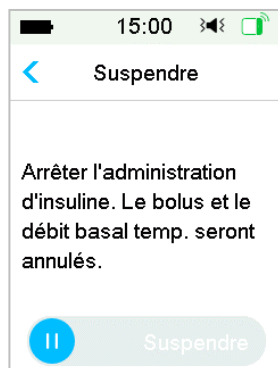 15:00
Suspendre
Arrêter l'administration
d'insuline. Le bolus et le
débit basal temp. seront
annulés.
Suspendre